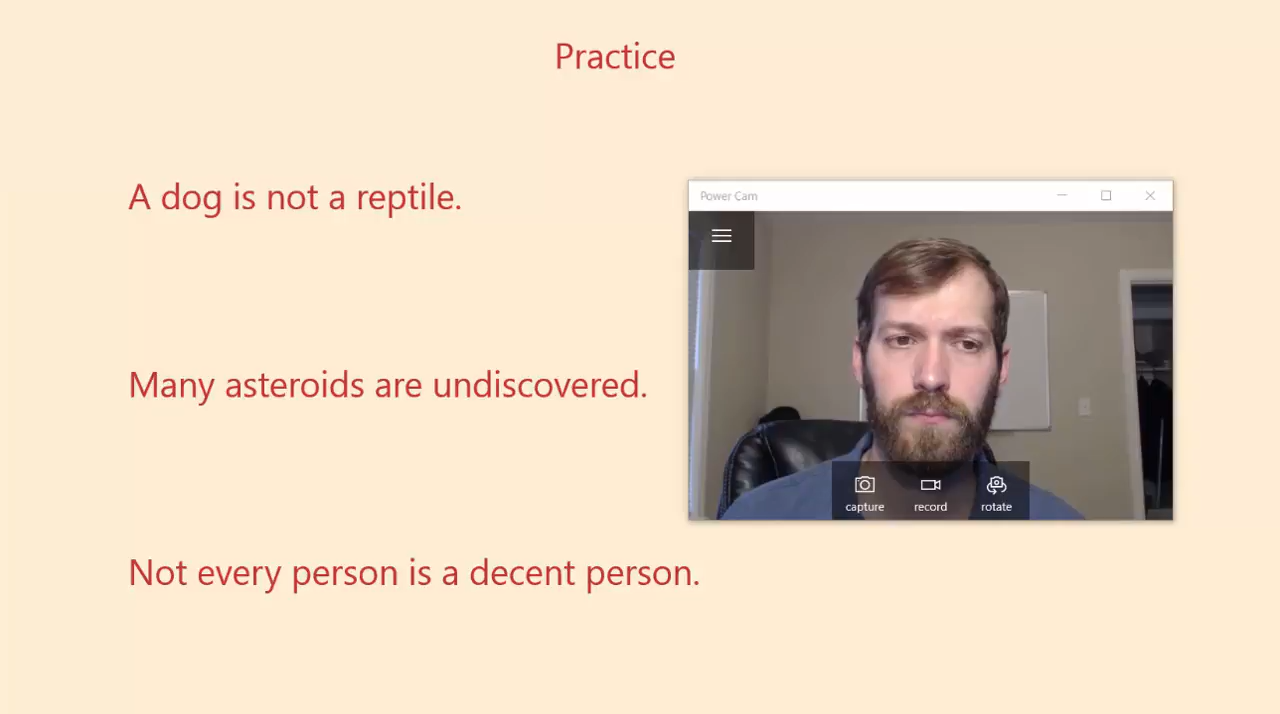 Practice
A dog is not a reptile.
Power Cam
Many asteroids are undiscovered.
capture record rotate
Not every person is a decent person.